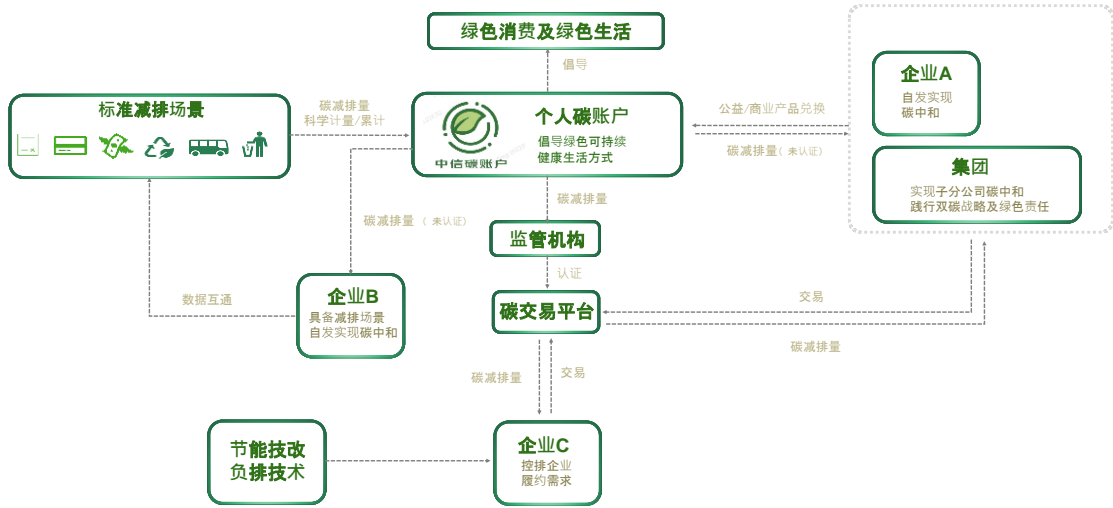 绿色消费及绿色生活
倡导
标准减排场景
碳减排量
科学计量/累计
个人碳账户
倡导绿色可持续
健康生活方式
中信碳账户
公益/商业产品兑换
碳减排量( 未认证)
企业A
自发实现
碳中和
集团
实现子分公司碳中和
践行双碳战略及绿色责任
碳减排量
碳减排量 ( 未认证)
监管机构
认证
数据互通
企业B
具备减排场景
自发实现碳中和
碳交易平台
交易
碳减排量
碳减排量
交易
节能技改
负排技术
企业C
控排企业
履约需求